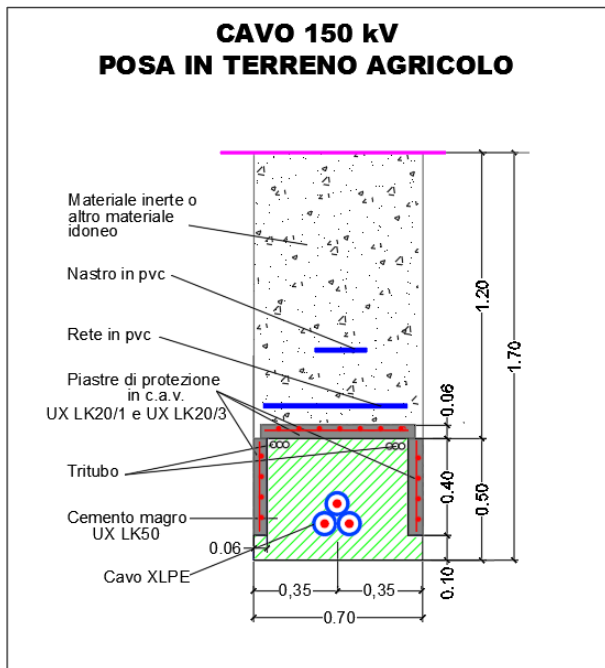 CAVO 150 kV
POSA IN TERRENO AGRICOLO
Materiale inerte o
altro materiale
idoneo
Nastro in pvc
Rete in pvc
Piastre di protezione
in c.a.v.
UX LK20/1 e UX LK20/3
Tritubo
Cemento magro
UX LK50
0.06
Cavo XLPE
0,35
0,35
0.70
1.20
1.70
0.06
0.40
0.50
0.10